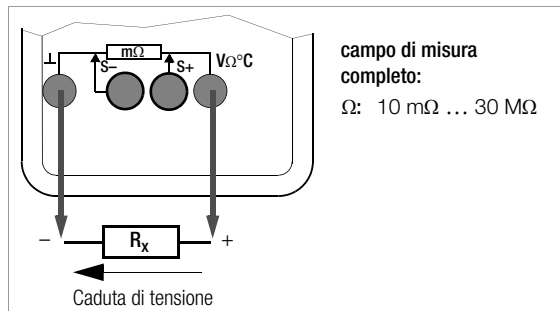 ⊥ S– mΩ S+ VΩ°C
campo di misura
completo:
Ω: 10 mΩ … 30 MΩ
– Rx +
Caduta di tensione